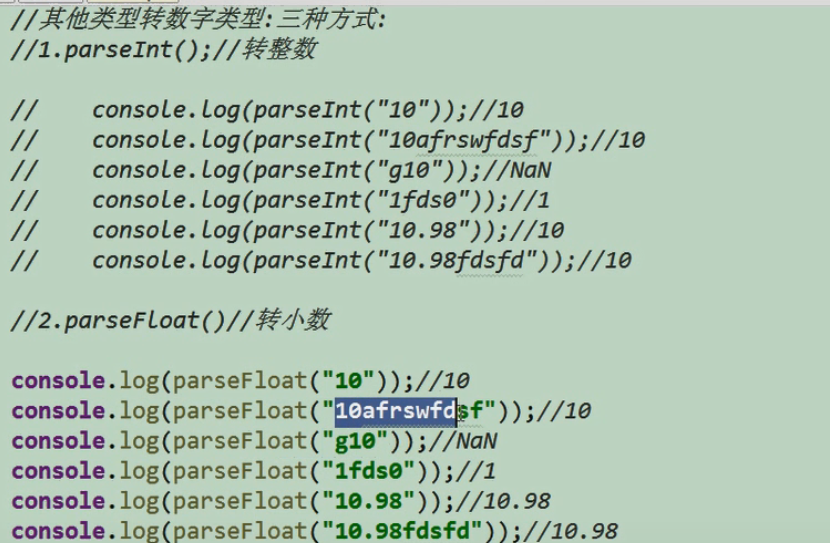 //其他类型转数字类型:三种方式:
//1.parseInt();//转整数
//    console.log(parseInt("10"));//10
//    console.log(parseInt("10afrswfdsf"));//10
//    console.log(parseInt("g10"));//NaN
//    console.log(parseInt("1fds0"));//1
//    console.log(parseInt("10.98"));//10
//    console.log(parseInt("10.98fdsfd"));//10
//2.parseFloat()//转小数
console.log(parseFloat("10"));//10
console.log(parseFloat("10afrswfdsf"));//10
console.log(parseFloat("g10"));//NaN
console.log(parseFloat("1fds0"));//1
console.log(parseFloat("10.98"));//10.98
console.log(parseFloat("10.98fdsfd"));//10.98